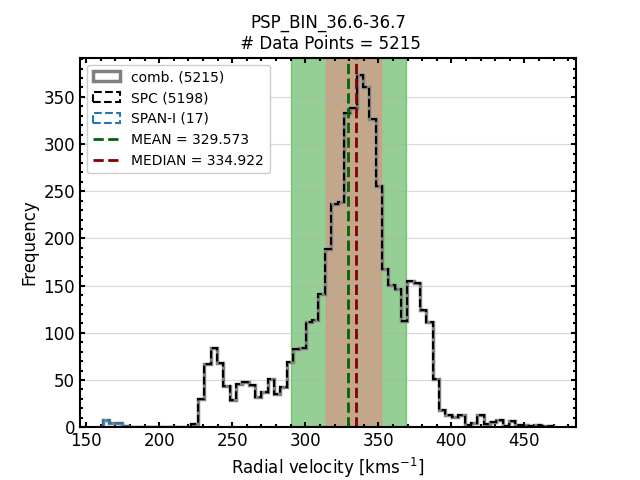 PSP_BIN_36.6-36.7
# Data Points = 5215
comb. (5215)
SPC (5198)
SPAN-I (17)
MEAN = 329.573
MEDIAN = 334.922
Frequency
350
300
250
200
150
100
50
0
150 200 250 300 350 400 450
Radial velocity [kms⁻¹]